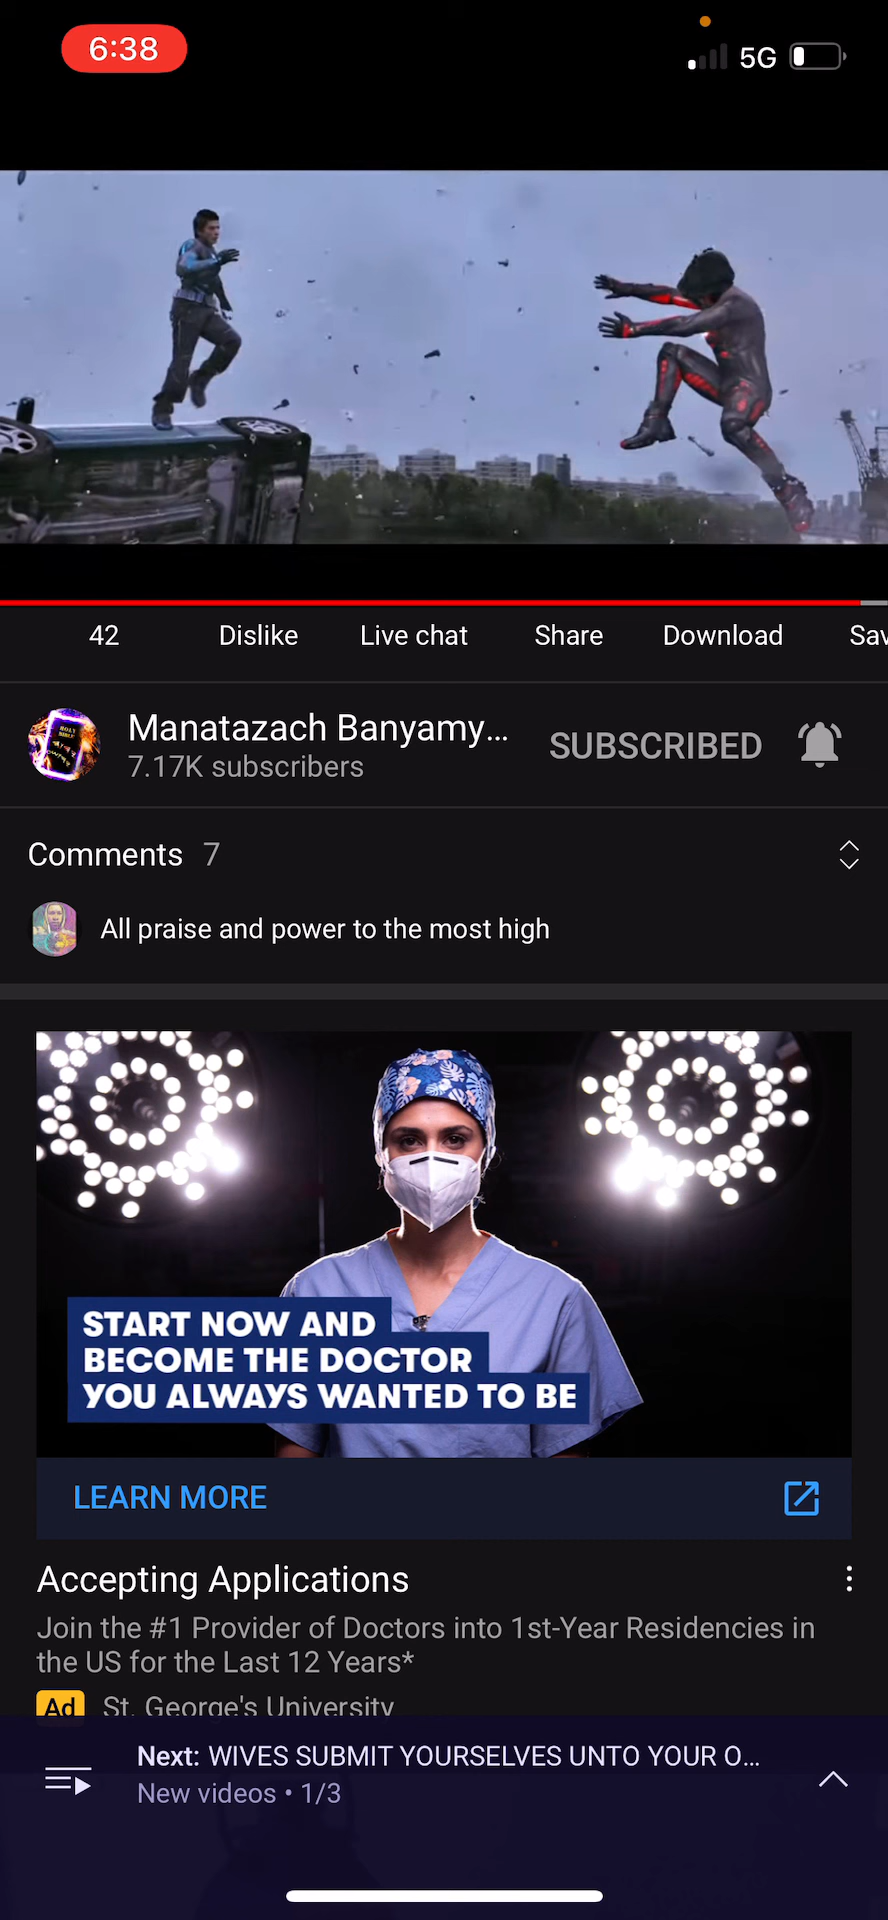 6:38
5G
42
Dislike
Live chat
Share
Download
Sav
Manatazach Banyamy...
7.17K subscribers
SUBSCRIBED
Comments 7
All praise and power to the most high
START NOW AND
BECOME THE DOCTOR
YOU ALWAYS WANTED TO BE
LEARN MORE
Accepting Applications
Join the #1 Provider of Doctors into 1st-Year Residencies in
the US for the Last 12 Years*
Ad St. George's University
Next: WIVES SUBMIT YOURSELVES UNTO YOUR O...
New videos • 1/3